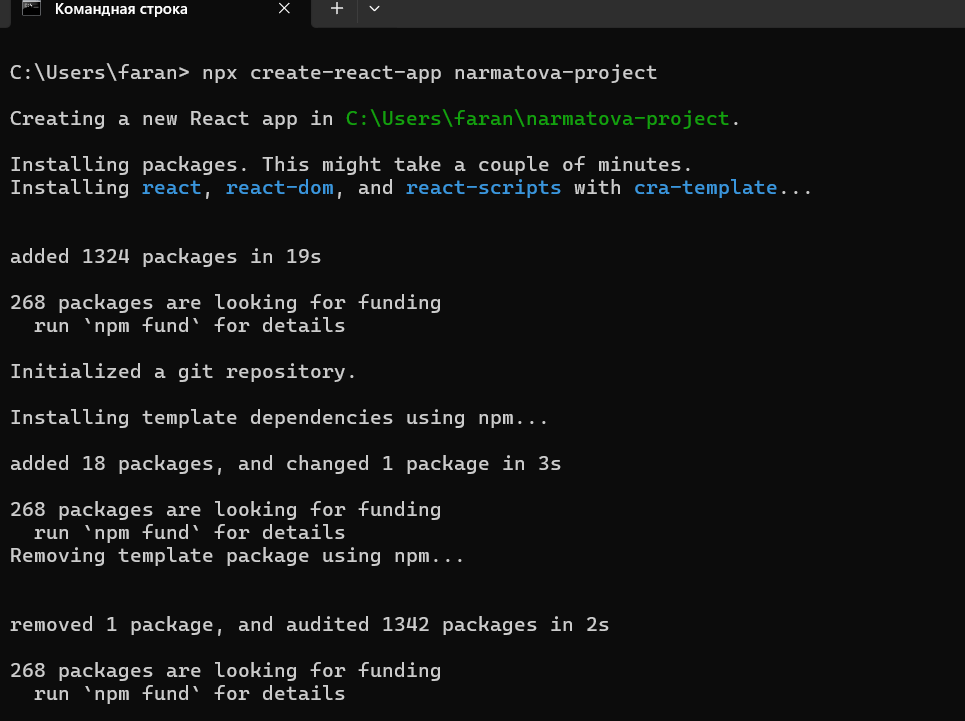 Командная строка
C:\Users\faran> npx create-react-app narmatova-project
Creating a new React app in C:\Users\faran\narmatova-project.
Installing packages. This might take a couple of minutes.
Installing react, react-dom, and react-scripts with cra-template...
added 1324 packages in 19s
268 packages are looking for funding
  run `npm fund` for details
Initialized a git repository.
Installing template dependencies using npm...
added 18 packages, and changed 1 package in 3s
268 packages are looking for funding
  run `npm fund` for details
Removing template package using npm...
removed 1 package, and audited 1342 packages in 2s
268 packages are looking for funding
  run `npm fund` for details